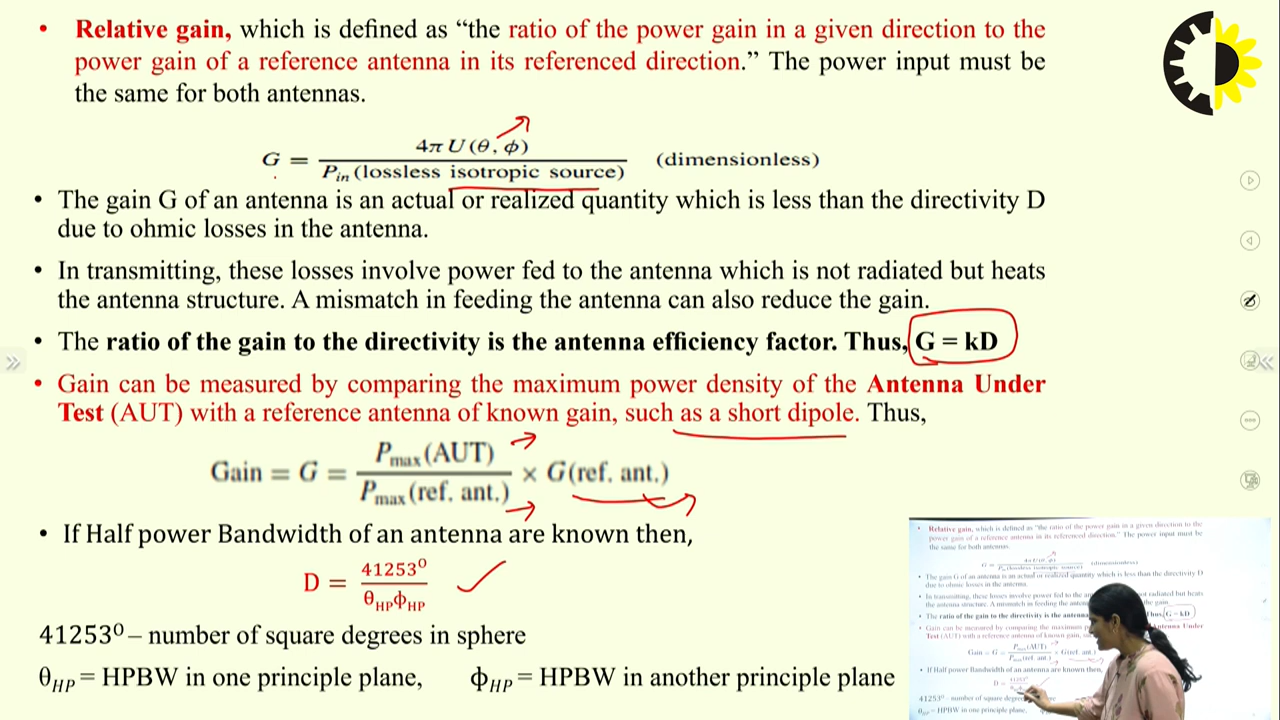 • Relative gain, which is defined as “the ratio of the power gain in a given direction to the
power gain of a reference antenna in its referenced direction.” The power input must be
the same for both antennas.
G = 4π U(θ, ϕ) / P_in (lossless isotropic source) (dimensionless)
• The gain G of an antenna is an actual or realized quantity which is less than the directivity D
due to ohmic losses in the antenna.
• In transmitting, these losses involve power fed to the antenna which is not radiated but heats
the antenna structure. A mismatch in feeding the antenna can also reduce the gain.
• The ratio of the gain to the directivity is the antenna efficiency factor. Thus, G = kD
• Gain can be measured by comparing the maximum power density of the Antenna Under
Test (AUT) with a reference antenna of known gain, such as a short dipole. Thus,
Gain = G = P_max(AUT) / P_max(ref. ant.) × G(ref. ant.)
• If Half power Bandwidth of an antenna are known then,
D = 41253⁰ / θ_HP ϕ_HP
41253⁰ – number of square degrees in sphere
θ_HP = HPBW in one principle plane, ϕ_HP = HPBW in another principle plane